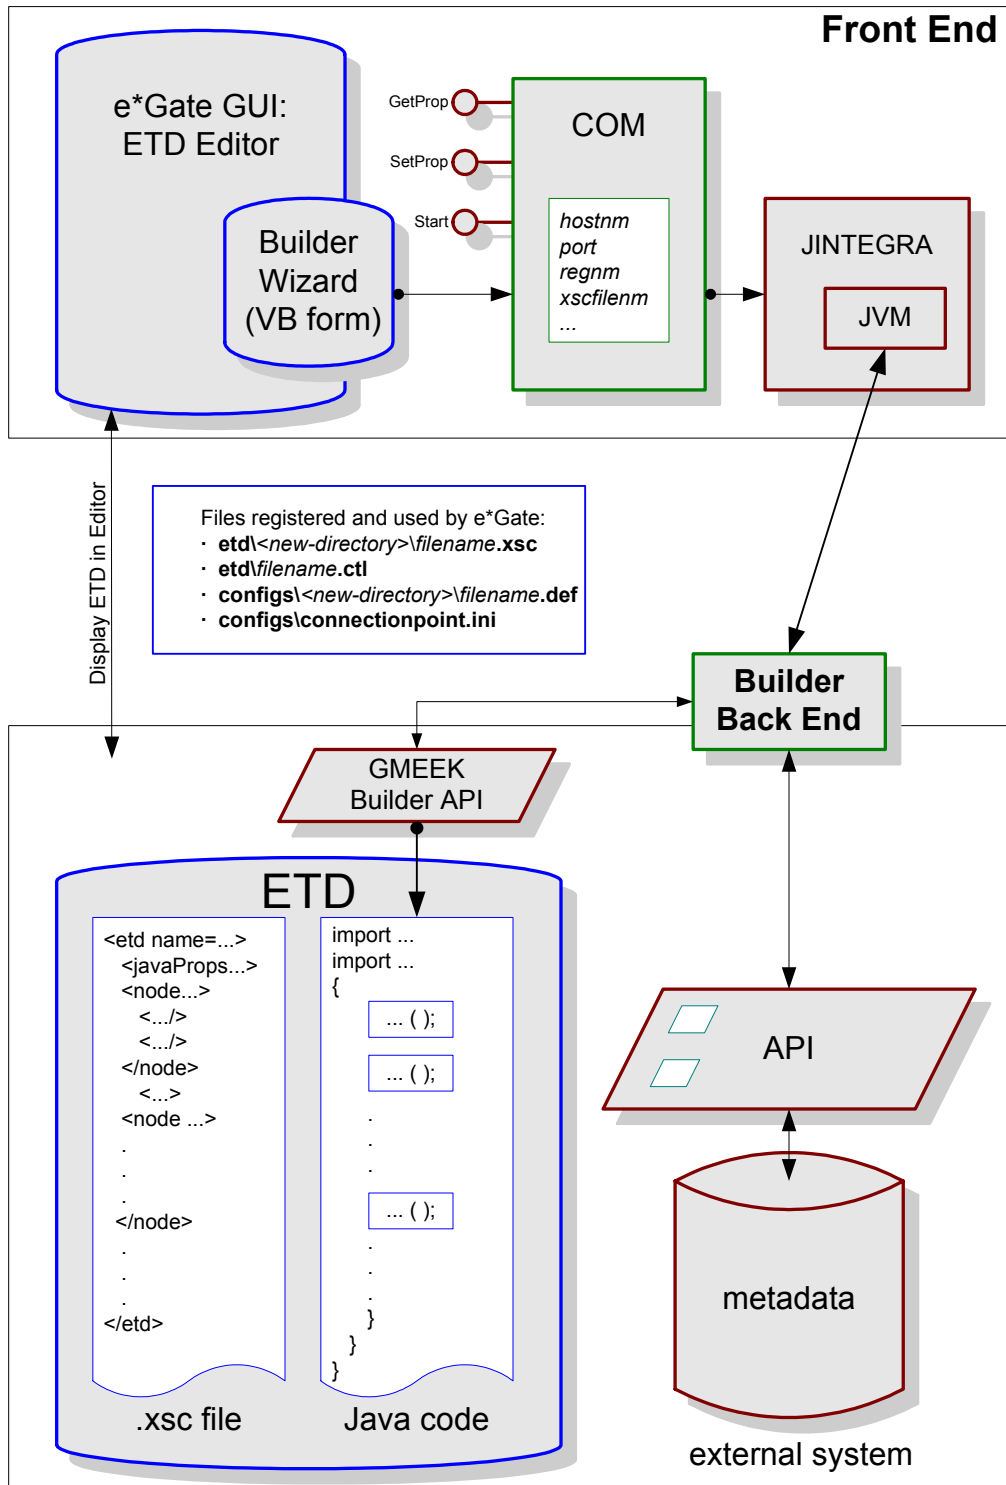 Front End
e*Gate GUI:
ETD Editor
Builder
Wizard
(VB form)
GetProp
SetProp
Start
COM
hostnm
port
regnm
xscfilenm
...
JINTEGRA
JVM
Display ETD in Editor
Files registered and used by e*Gate:
· etd\<new-directory>\filename.xsc
· etd\filename.ctl
· configs\<new-directory>\filename.def
· configs\connectionpoint.ini
Builder
Back End
GMEEK
Builder API
ETD
<etd name=...>
<javaProps...>
<node...>
<.../>
<.../>
</node>
<...>
<node ...>
.
.
.
</node>
.
.
.
</etd>
.xsc file
import ...
import ...
{
... ( );
... ( );
.
.
.
... ( );
.
.
.
}
}
}
Java code
API
metadata
external system